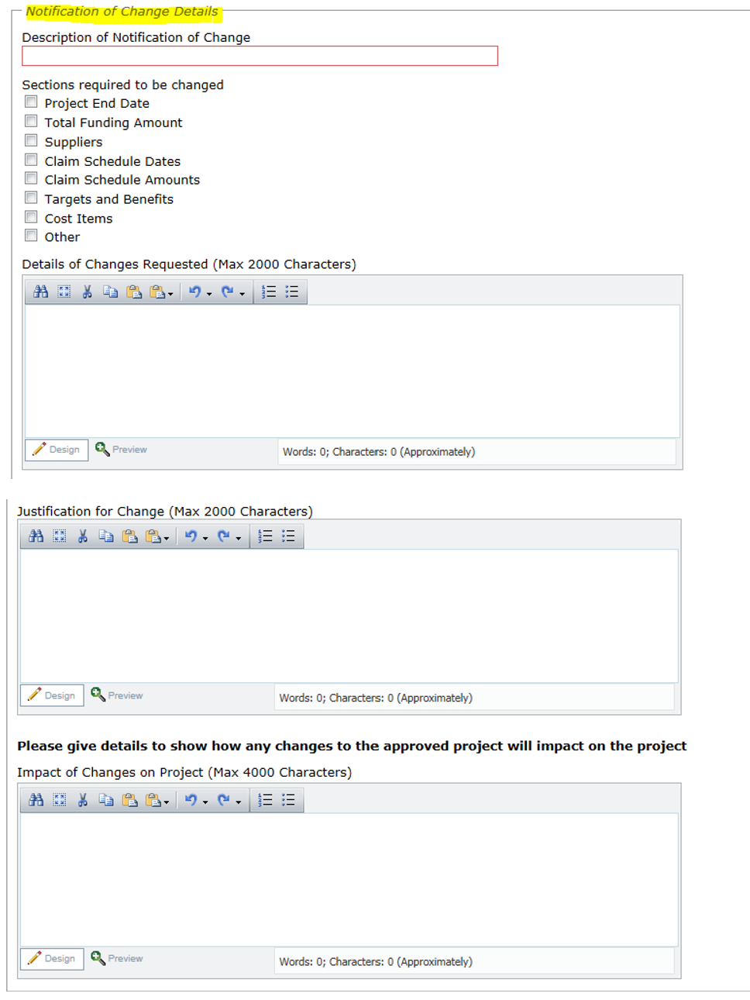 Notification of Change Details
Description of Notification of Change
Sections required to be changed
Project End Date
Total Funding Amount
Suppliers
Claim Schedule Dates
Claim Schedule Amounts
Targets and Benefits
Cost Items
Other
Details of Changes Requested (Max 2000 Characters)
Design Preview Words: 0; Characters: 0 (Approximately)
Justification for Change (Max 2000 Characters)
Design Preview Words: 0; Characters: 0 (Approximately)
Please give details to show how any changes to the approved project will impact on the project
Impact of Changes on Project (Max 4000 Characters)
Design Preview Words: 0; Characters: 0 (Approximately)